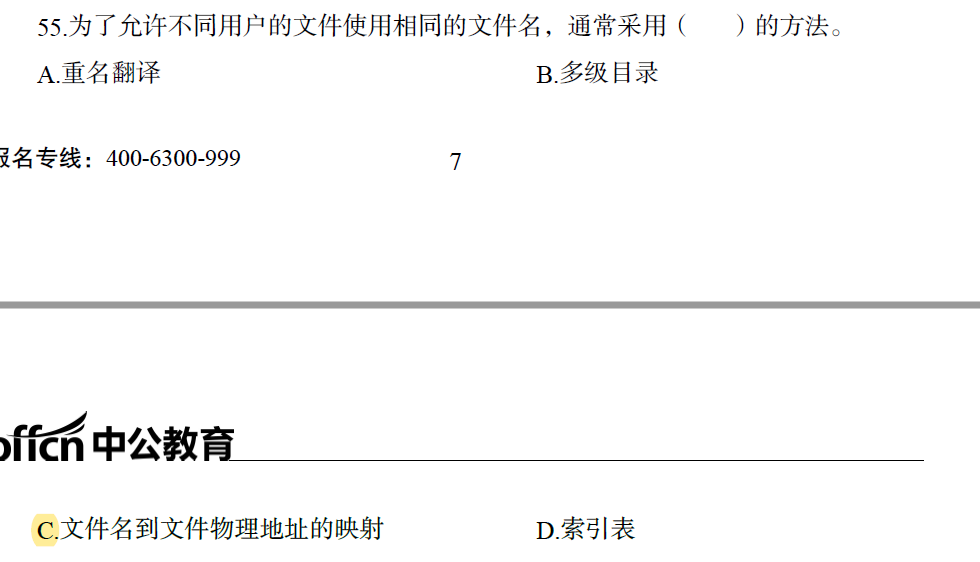 55.为了允许不同用户的文件使用相同的文件名，通常采用（　　）的方法。
A.重名翻译　　B.多级目录
报名专线：400-6300-999　　7
offcn 中公教育
C.文件名到文件物理地址的映射　　D.索引表